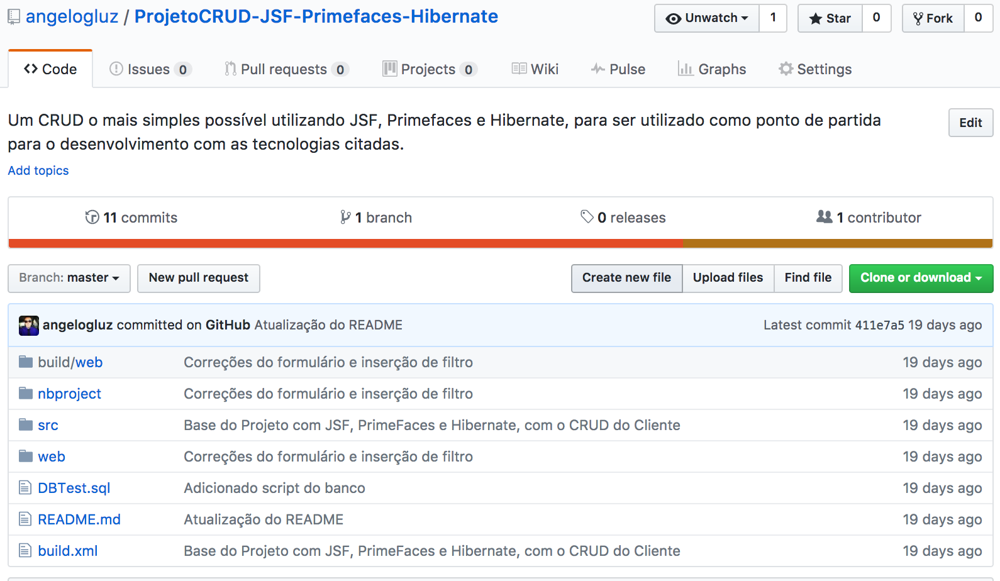 angelogluz / ProjetoCRUD-JSF-Primefaces-Hibernate Unwatch 1 Star 0 Fork 0
Code Issues 0 Pull requests 0 Projects 0 Wiki Pulse Graphs Settings
Um CRUD o mais simples possível utilizando JSF, Primefaces e Hibernate, para ser utilizado como ponto de partida
para o desenvolvimento com as tecnologias citadas.
Edit
Add topics
11 commits 1 branch 0 releases 1 contributor
Branch: master New pull request Create new file Upload files Find file Clone or download
angelogluz committed on GitHub Atualização do README Latest commit 411e7a5 19 days ago
build/web Correções do formulário e inserção de filtro 19 days ago
nbproject Correções do formulário e inserção de filtro 19 days ago
src Base do Projeto com JSF, PrimeFaces e Hibernate, com o CRUD do Cliente 19 days ago
web Correções do formulário e inserção de filtro 19 days ago
DBTest.sql Adicionado script do banco 19 days ago
README.md Atualização do README 19 days ago
build.xml Base do Projeto com JSF, PrimeFaces e Hibernate, com o CRUD do Cliente 19 days ago